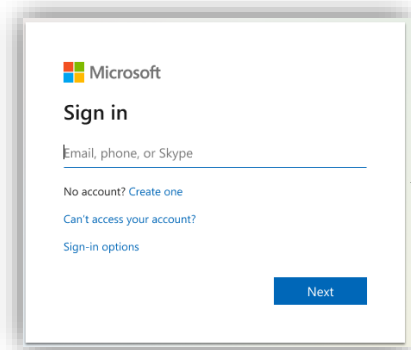 Microsoft
Sign in
Email, phone, or Skype
No account? Create one
Can't access your account?
Sign-in options
Next